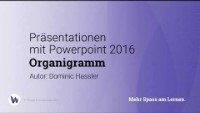 Präsentationen
mit Powerpoint 2016
Organigramm
Autor: Dominic Hassler
W
Mehr Spass am Lernen.